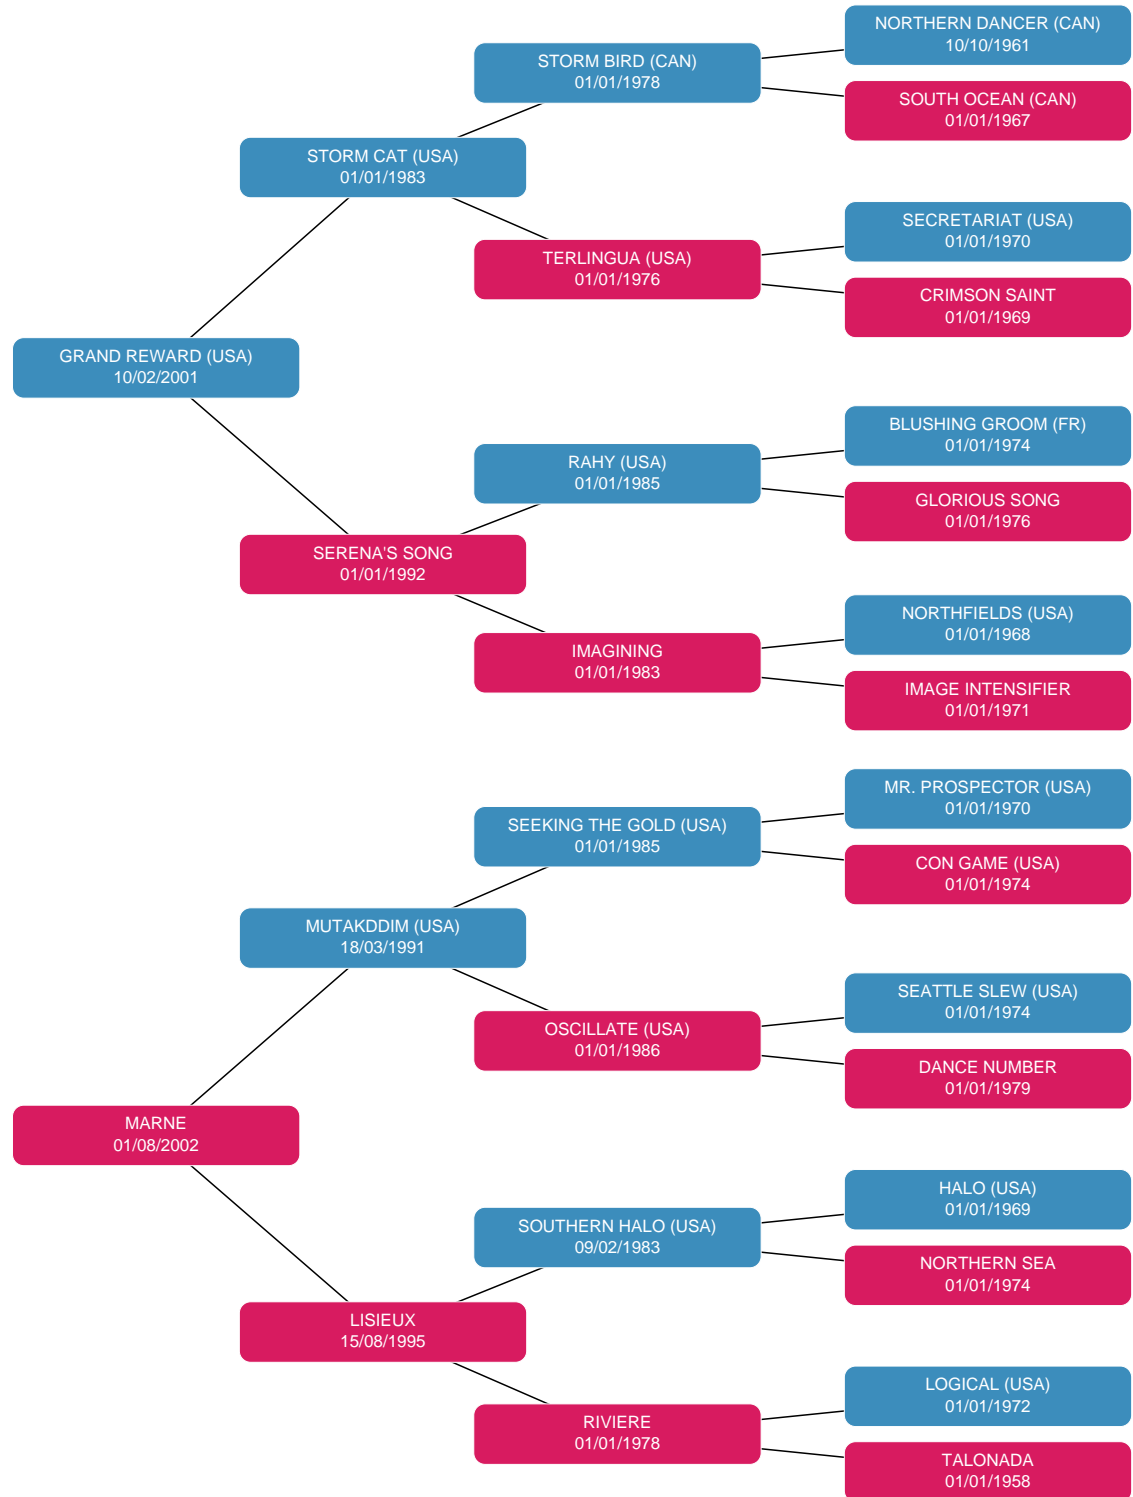 NORTHERN DANCER (CAN)
10/10/1961
STORM BIRD (CAN)
01/01/1978
SOUTH OCEAN (CAN)
01/01/1967
STORM CAT (USA)
01/01/1983
SECRETARIAT (USA)
01/01/1970
TERLINGUA (USA)
01/01/1976
CRIMSON SAINT
01/01/1969
GRAND REWARD (USA)
10/02/2001
BLUSHING GROOM (FR)
01/01/1974
RAHY (USA)
01/01/1985
GLORIOUS SONG
01/01/1976
SERENA'S SONG
01/01/1992
NORTHFIELDS (USA)
01/01/1968
IMAGINING
01/01/1983
IMAGE INTENSIFIER
01/01/1971
MR. PROSPECTOR (USA)
01/01/1970
SEEKING THE GOLD (USA)
01/01/1985
CON GAME (USA)
01/01/1974
MUTAKDDIM (USA)
18/03/1991
SEATTLE SLEW (USA)
01/01/1974
OSCILLATE (USA)
01/01/1986
DANCE NUMBER
01/01/1979
MARNE
01/08/2002
HALO (USA)
01/01/1969
SOUTHERN HALO (USA)
09/02/1983
NORTHERN SEA
01/01/1974
LISIEUX
15/08/1995
LOGICAL (USA)
01/01/1972
RIVIERE
01/01/1978
TALONADA
01/01/1958